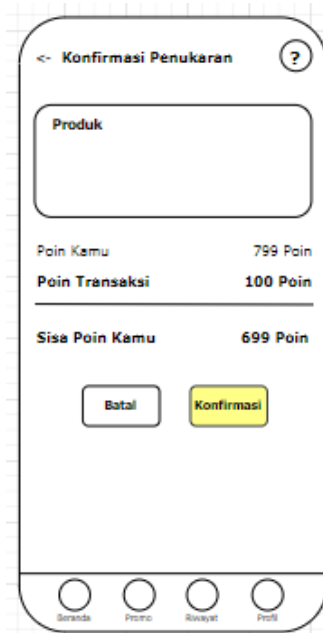 <- Konfirmasi Penukaran ?
Produk
Poin Kamu 799 Poin
Poin Transaksi 100 Poin
Sisa Poin Kamu 699 Poin
Batal Konfirmasi
Beranda Promo Riwayat Profil